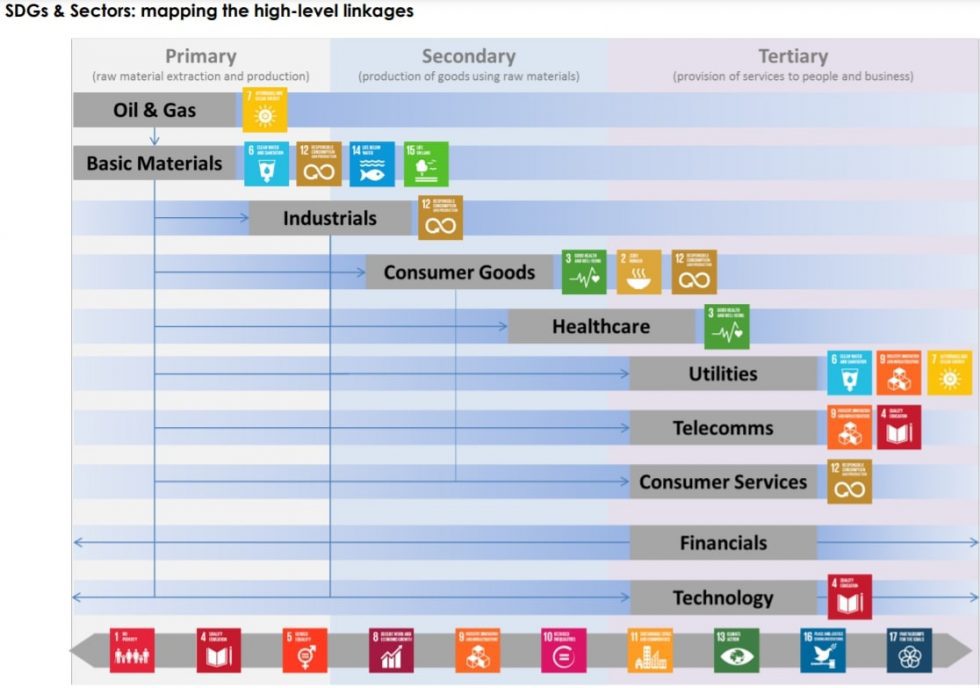 SDGs & Sectors: mapping the high-level linkages
Primary
(raw material extraction and production)
Secondary
(production of goods using raw materials)
Tertiary
(provision of services to people and business)
Oil & Gas
7 AFFORDABLE AND
CLEAN ENERGY
Basic Materials
6 CLEAN WATER
AND SANITATION
12 RESPONSIBLE
CONSUMPTION
AND PRODUCTION
14 LIFE BELOW
WATER
15 LIFE
ON LAND
Industrials
12 RESPONSIBLE
CONSUMPTION
AND PRODUCTION
Consumer Goods
3 GOOD HEALTH
AND WELL-BEING
2 ZERO
HUNGER
12 RESPONSIBLE
CONSUMPTION
AND PRODUCTION
Healthcare
3 GOOD HEALTH
AND WELL-BEING
Utilities
6 CLEAN WATER
AND SANITATION
9 INDUSTRY, INNOVATION
AND INFRASTRUCTURE
7 AFFORDABLE AND
CLEAN ENERGY
Telecomms
9 INDUSTRY, INNOVATION
AND INFRASTRUCTURE
4 QUALITY
EDUCATION
Consumer Services
12 RESPONSIBLE
CONSUMPTION
AND PRODUCTION
Financials
Technology
4 QUALITY
EDUCATION
1 NO
POVERTY
4 QUALITY
EDUCATION
5 GENDER
EQUALITY
8 DECENT WORK AND
ECONOMIC GROWTH
9 INDUSTRY, INNOVATION
AND INFRASTRUCTURE
10 REDUCED
INEQUALITIES
11 SUSTAINABLE CITIES
AND COMMUNITIES
13 CLIMATE
ACTION
16 PEACE AND JUSTICE
17 PARTNERSHIPS
FOR THE GOALS